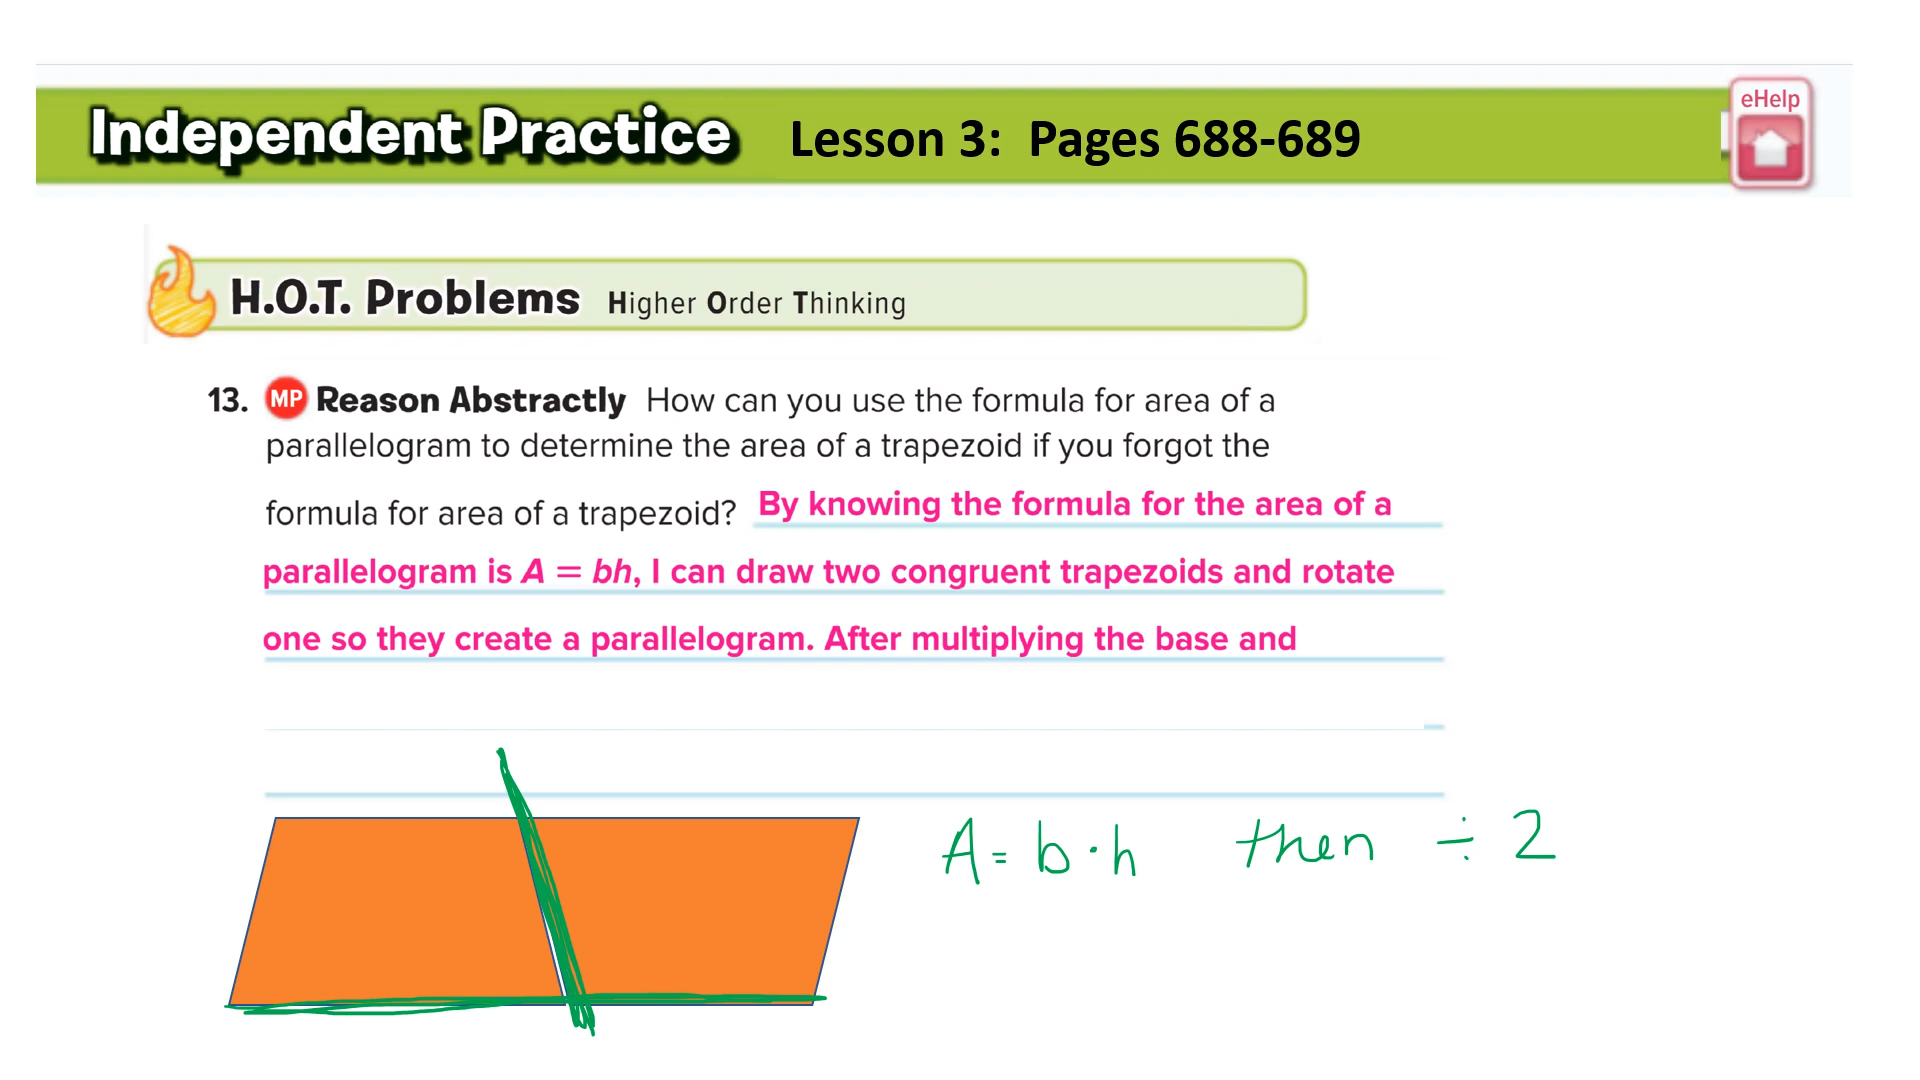 Independent Practice Lesson 3: Pages 688-689
eHelp
H.O.T. Problems Higher Order Thinking
13. MP Reason Abstractly How can you use the formula for area of a
parallelogram to determine the area of a trapezoid if you forgot the
formula for area of a trapezoid? By knowing the formula for the area of a
parallelogram is A = bh, I can draw two congruent trapezoids and rotate
one so they create a parallelogram. After multiplying the base and
A = b · h then ÷ 2